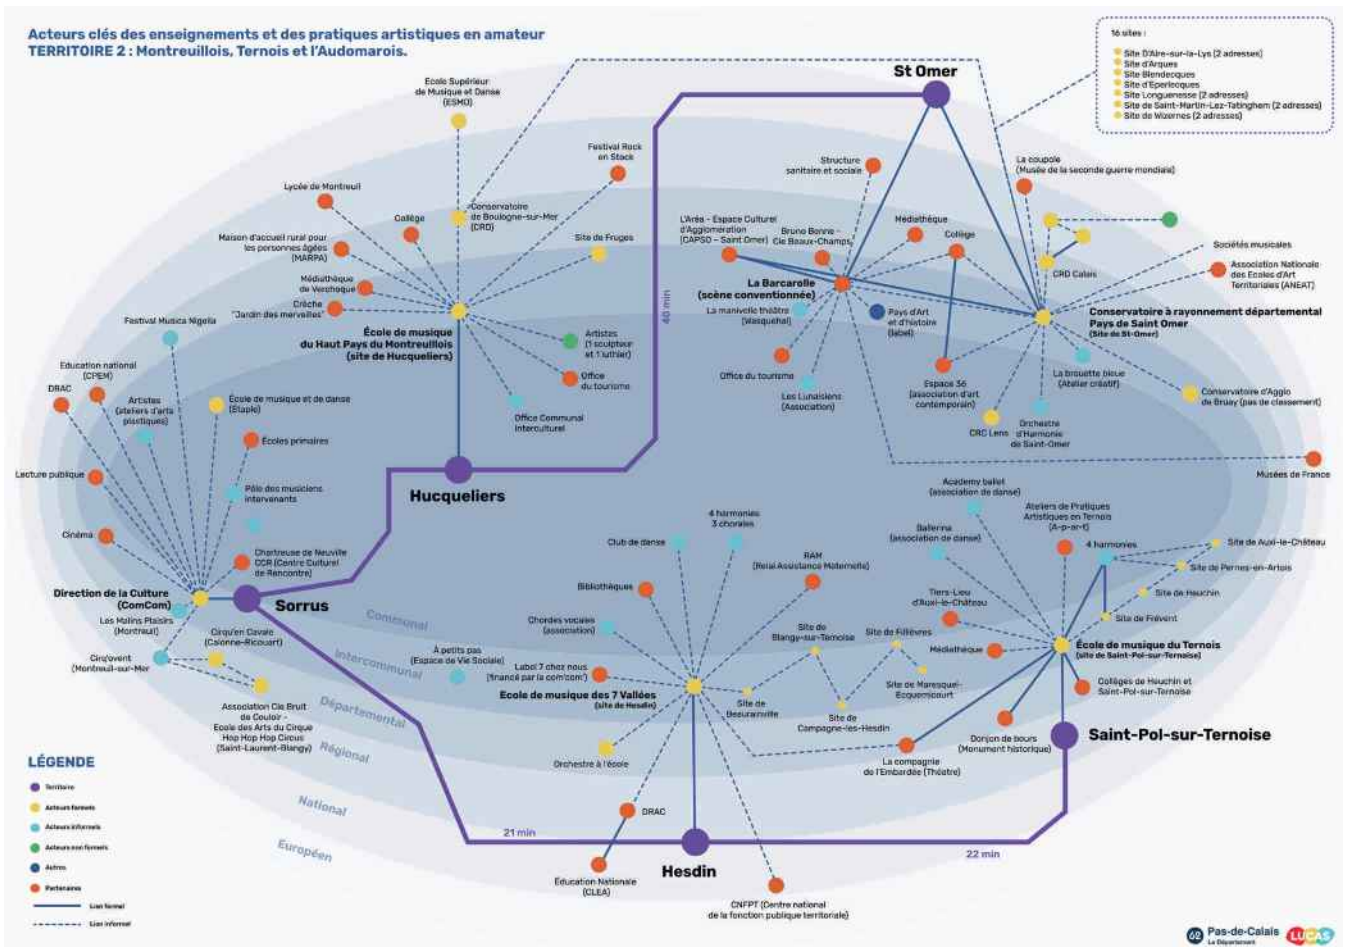 Acteurs clés des enseignements et des pratiques artistiques en amateur
TERRITOIRE 2 : Montreuillois, Ternois et l'Audomarois.
16 sites :
Site D'Aire-sur-la-Lys (2 adresses)
Site d'Arques
Site Blendecques
Site d'Eperlecques
Site Longuenesse (2 adresses)
Site de Saint-Martin-Lez-Tatinghem (2 adresses)
Site de Wizernes (2 adresses)
St Omer
Ecole Supérieur
de Musique et Danse
(ESMD)
Festival Rock
en Stock
Lycée de Montreuil
Collège
Conservatoire
de Boulogne-sur-Mer
(CRD)
Site de Fruges
Maison d'accueil rural pour
les personnes âgées
(MARPA)
Médiathèque
de Verchoque
Crèche
"Jardin des merveilles"
École de musique
du Haut Pays du Montreuillois
(site de Hucqueliers)
Artistes
(1 sculpteur
et 1 luthier)
Office
du tourisme
Office Communal
Interculturel
40 min
Structure
sanitaire et sociale
L'Aréa - Espace Culturel
d'Agglomération
(CAPSO - Saint Omer)
Bruno Bonne -
Cie Beaux-Champs
Médiathèque
Collège
La Barcarolle
(scène conventionnée)
La manivelle théâtre
(Wasquehal)
Pays d'Art
et d'histoire
(label)
Office du tourisme
Les Lunaisiens
(Association)
Espace 36
(association d'art
contemporain)
La coupole
(Musée de la seconde guerre mondiale)
CRD Calais
Sociétés musicales
Association Nationale
des Ecoles d'Art
Territoriales (ANEAT)
Conservatoire à rayonnement départemental
Pays de Saint Omer
(Site de St-Omer)
La brouette bleue
(Atelier créatif)
Conservatoire d'Agglo
de Bruay (pas de classement)
CRC Lens
Orchestre
d'Harmonie
de Saint-Omer
Musées de France
Festival Musica Nigella
Education national
(CPEM)
DRAC
Artistes
(ateliers d'arts
plastiques)
École de musique et de danse
(Etaple)
Écoles primaires
Lecture publique
Pôle des musiciens
intervenants
Cinéma
Chartreuse de Neuville
CCR (Centre Culturel
de Rencontre)
Hucqueliers
Direction de la Culture
(ComCom)
Sorrus
Les Malins Plaisirs
(Montreuil)
Cirqu'en Cavale
(Calonne-Ricouart)
Cirq'ovent
(Montreuil-sur-Mer
Association Cie Bruit
de Couloir -
Ecole des Arts du Cirque
Hop Hop Hop Circus
(Saint-Laurent-Blangy)
Communal
Intercommunal
Départemental
Régional
National
Européen
4 harmonies
3 chorales
Club de danse
RAM
(Relai Assistance Maternelle)
Bibliothèques
Chordes vocales
(association)
À petits pas
(Espace de Vie Sociale)
Label 7 chez nous
(financé par la com'com')
Ecole de musique des 7 Vallées
(site de Hesdin)
Orchestre à l'école
Site de
Beaurainville
Site de
Blangy-sur-Ternoise
Site de
Campagne-les-Hesdin
Site de Fillièvres
Site de Maresquel-
Ecquemicourt
La compagnie
de l'Embardée (Théatre)
DRAC
Éducation Nationale
(CLEA)
CNFPT (Centre national
de la fonction publique territoriale)
21 min
Hesdin
22 min
Academy ballet
(association de danse)
Ballerina
(association de danse)
Ateliers de Pratiques
Artistiques en Ternois
(A-p-ar-t)
4 harmonies
Site de Auxi-le-Château
Site de Pernes-en-Artois
Site de Heuchin
Site de Frévent
Tiers-Lieu
d'Auxi-le-Château
Médiathèque
École de musique du Ternois
(site de Saint-Pol-sur-Ternoise)
Collèges de Heuchin et
Saint-Pol-sur-Ternoise
Donjon de bours
(Monument historique)
Saint-Pol-sur-Ternoise
LÉGENDE
Territoire
Acteurs formels
Acteurs informels
Acteurs non formels
Autres
Partenaires
Lien formel
Lien informel
62 Pas-de-Calais
Le Département
LUCAS